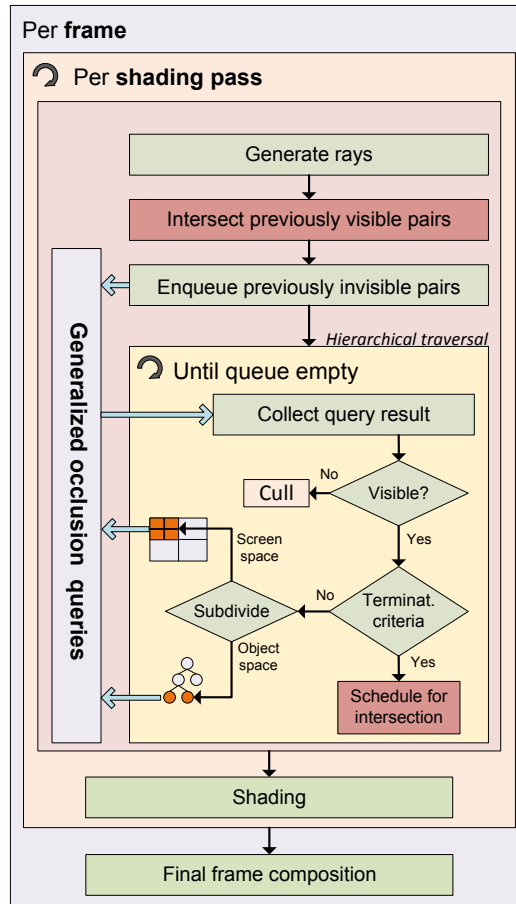 Per frame
Per shading pass
Generate rays
Intersect previously visible pairs
Enqueue previously invisible pairs
Hierarchical traversal
Generalized occlusion queries
Until queue empty
Collect query result
Visible?
No
Cull
Yes
Terminat.
criteria
No
Subdivide
Screen
space
Object
space
Yes
Schedule for
intersection
Shading
Final frame composition